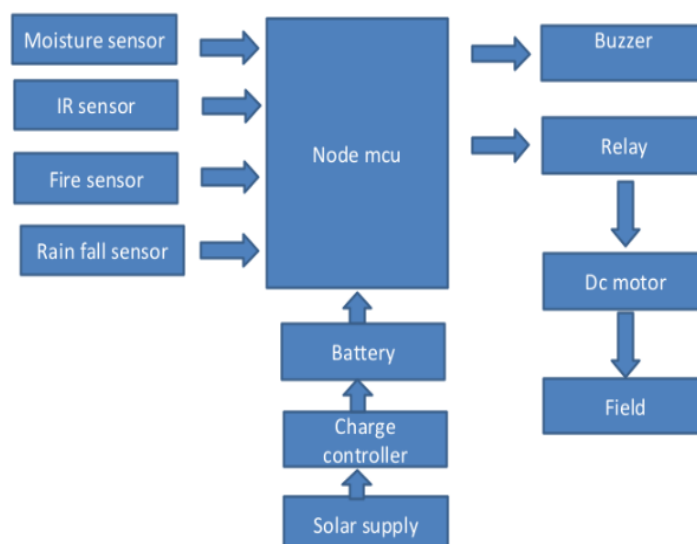 Moisture sensor
IR sensor
Fire sensor
Rain fall sensor
Node mcu
Battery
Charge
controller
Solar supply
Buzzer
Relay
Dc motor
Field